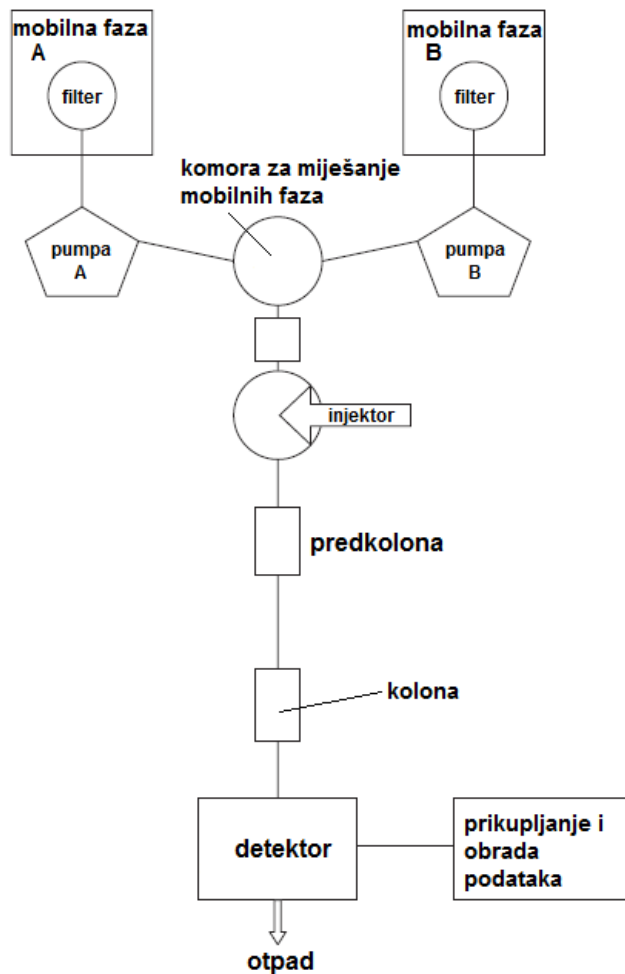 mobilna faza
A
filter
mobilna faza
B
filter
komora za miješanje
mobilnih faza
pumpa
A
pumpa
B
injektor
predkolona
kolona
detektor
prikupljanje i
obrada
podataka
otpad